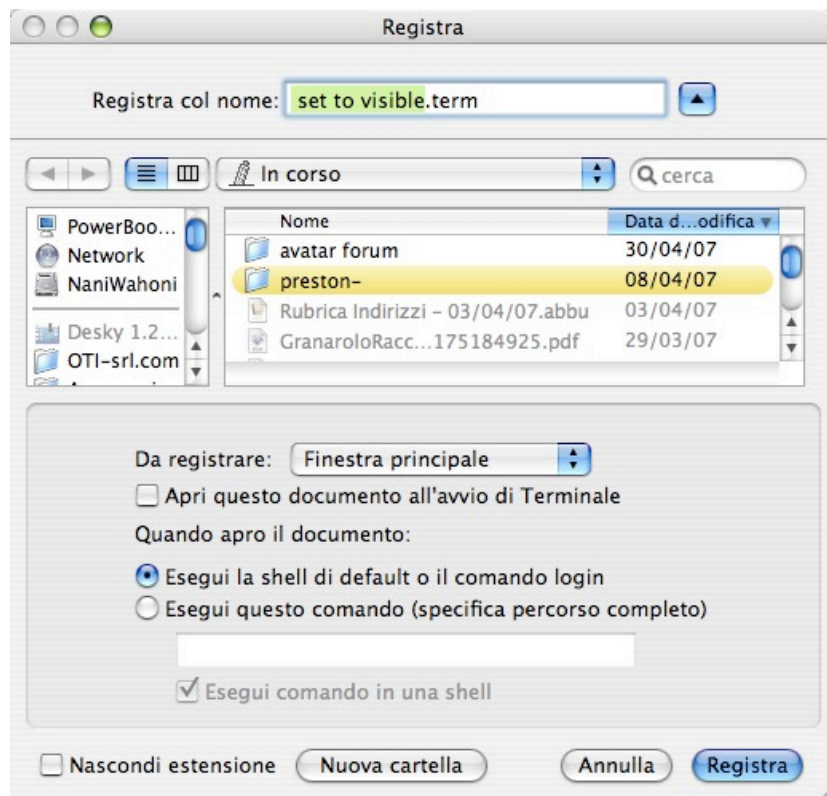 Registra
Registra col nome: set to visible.term
In corso
cerca
PowerBoo...
Network
NaniWahoni
Desky 1.2...
OTI-srl.com
Nome Data d...odifica
avatar forum 30/04/07
preston- 08/04/07
Rubrica Indirizzi - 03/04/07.abbu 03/04/07
GranaroloRacc...175184925.pdf 29/03/07
Da registrare: Finestra principale
Apri questo documento all'avvio di Terminale
Quando apro il documento:
Esegui la shell di default o il comando login
Esegui questo comando (specifica percorso completo)
Esegui comando in una shell
Nascondi estensione Nuova cartella Annulla Registra